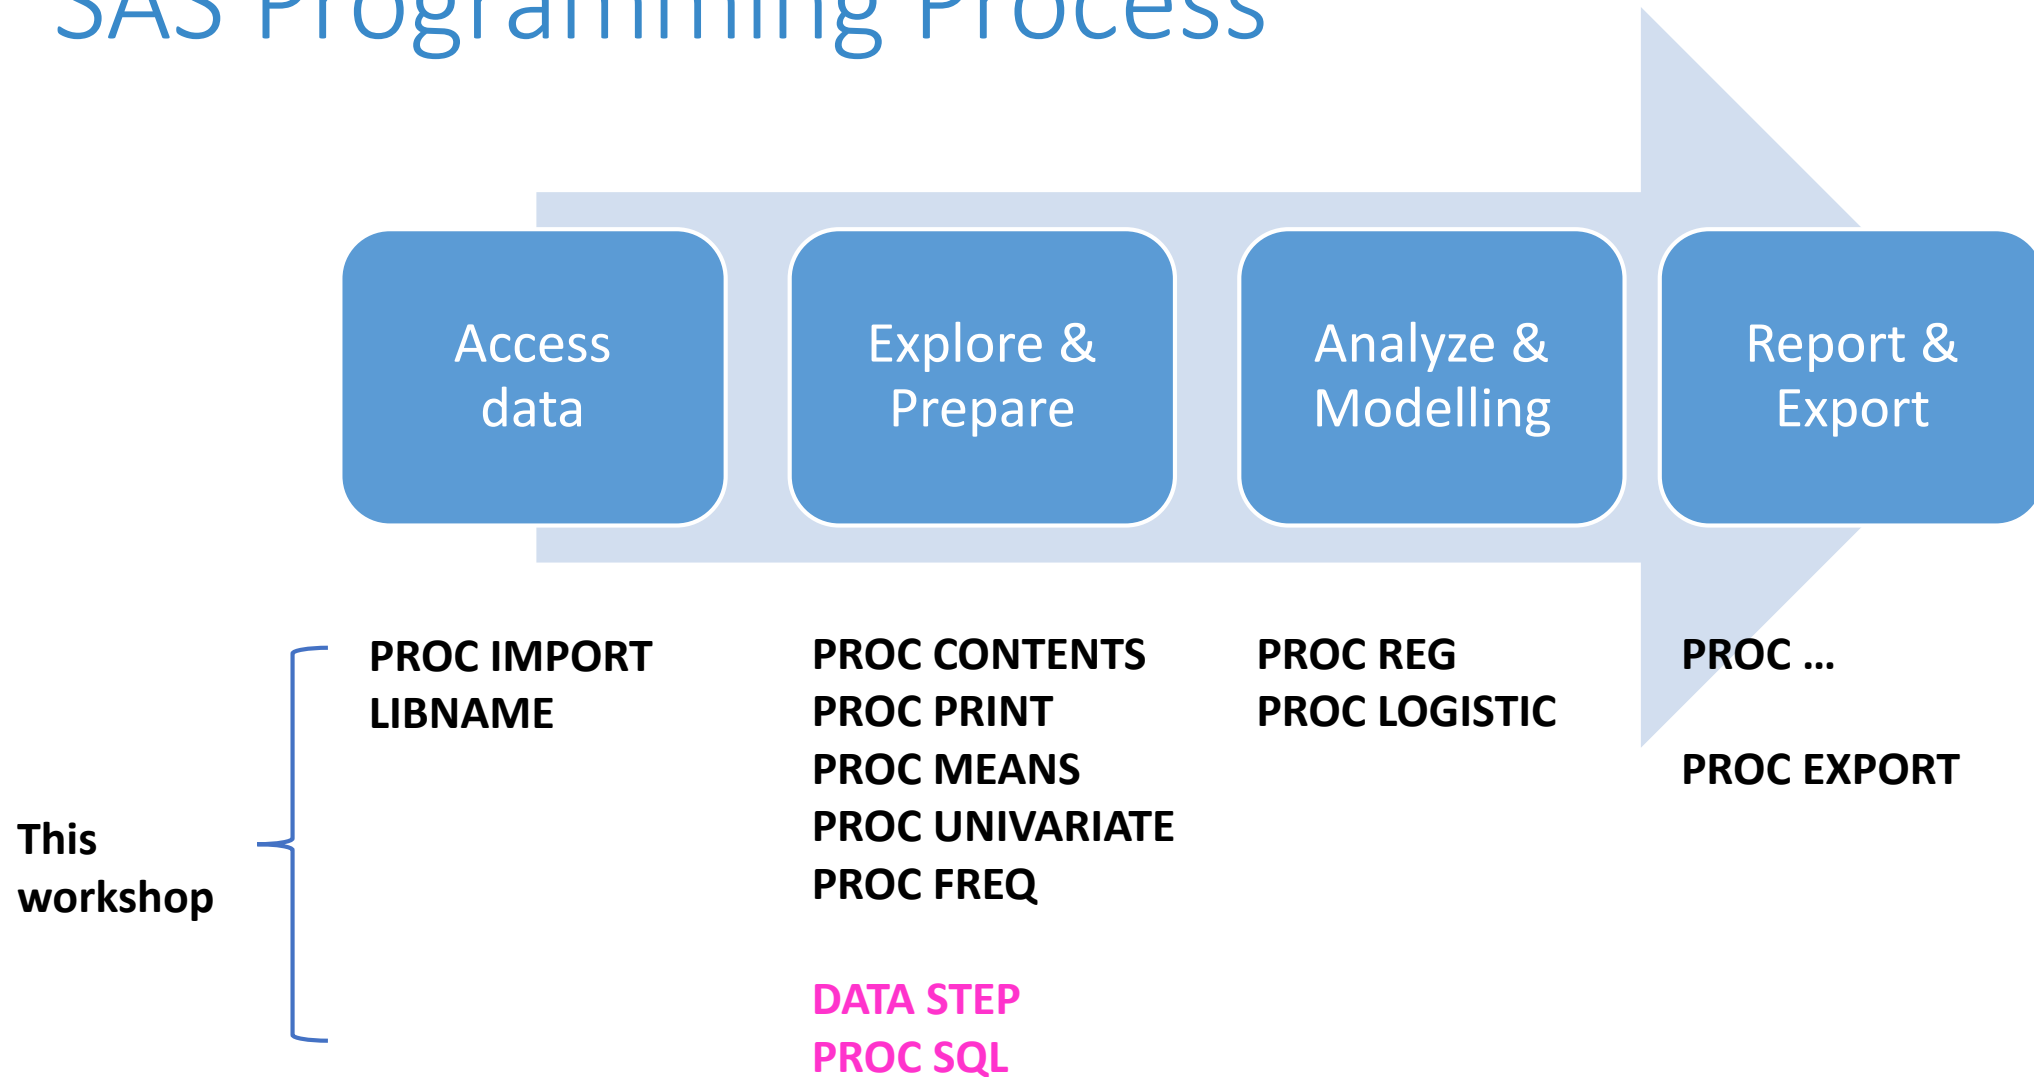 SAS Programming Process
Access
data
Explore &
Prepare
Analyze &
Modelling
Report &
Export
This
workshop
PROC IMPORT
LIBNAME
PROC CONTENTS
PROC PRINT
PROC MEANS
PROC UNIVARIATE
PROC FREQ
DATA STEP
PROC SQL
PROC REG
PROC LOGISTIC
PROC ...
PROC EXPORT